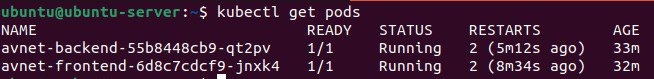 ubuntu@ubuntu-server:~$ kubectl get pods
NAME READY STATUS RESTARTS AGE
avnet-backend-55b8448cb9-qt2pv 1/1 Running 2 (5m12s ago) 33m
avnet-frontend-6d8c7cdcf9-jnxk4 1/1 Running 2 (8m34s ago) 32m